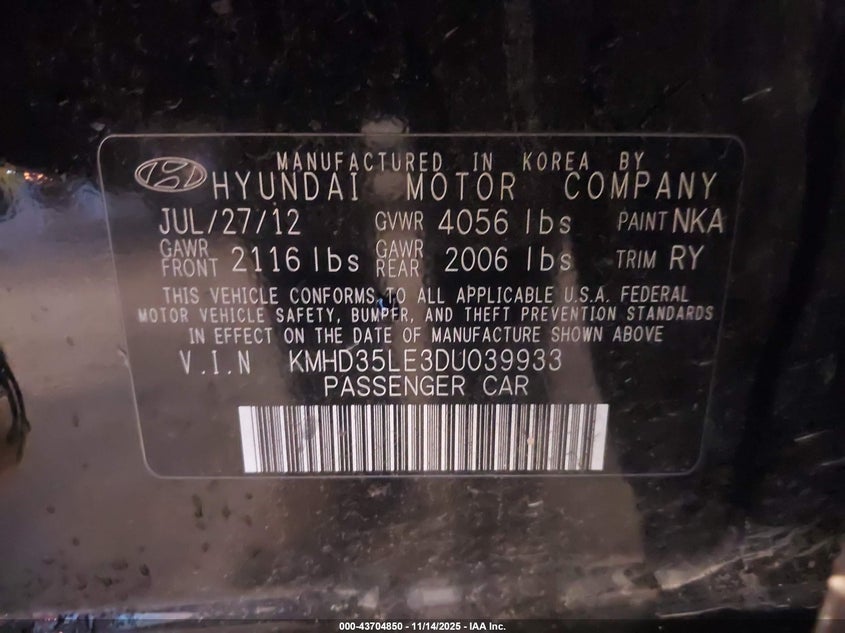 MANUFACTURED IN KOREA BY
HYUNDAI MOTOR COMPANY
JUL/27/12 GVWR 4056 lbs PAINT NKA
GAWR FRONT 2116 lbs GAWR REAR 2006 lbs TRIM RY
THIS VEHICLE CONFORMS TO ALL APPLICABLE U.S.A. FEDERAL
MOTOR VEHICLE SAFETY, BUMPER, AND THEFT PREVENTION STANDARDS
IN EFFECT ON THE DATE OF MANUFACTURE SHOWN ABOVE
V.I.N KMHD35LE3DU039933
PASSENGER CAR
000-43704850 | 11/14/2025 - IAA Inc.